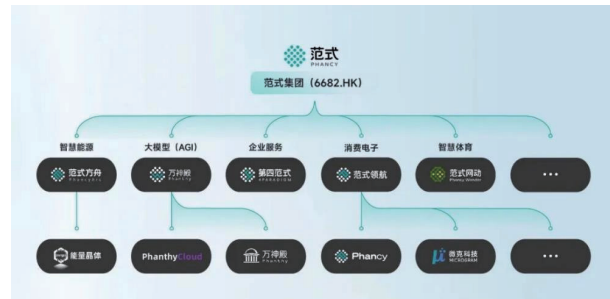 范式
PHANCY
范式集团（6682.HK）
智慧能源
大模型（AGI）
企业服务
消费电子
智慧体育
范式方舟
万神殿
第四范式
4PARADIGM
范式领航
范式网动
...
能量晶体
PhanthyCloud
万神殿
Phancy
微克科技
MICROGRAM
...